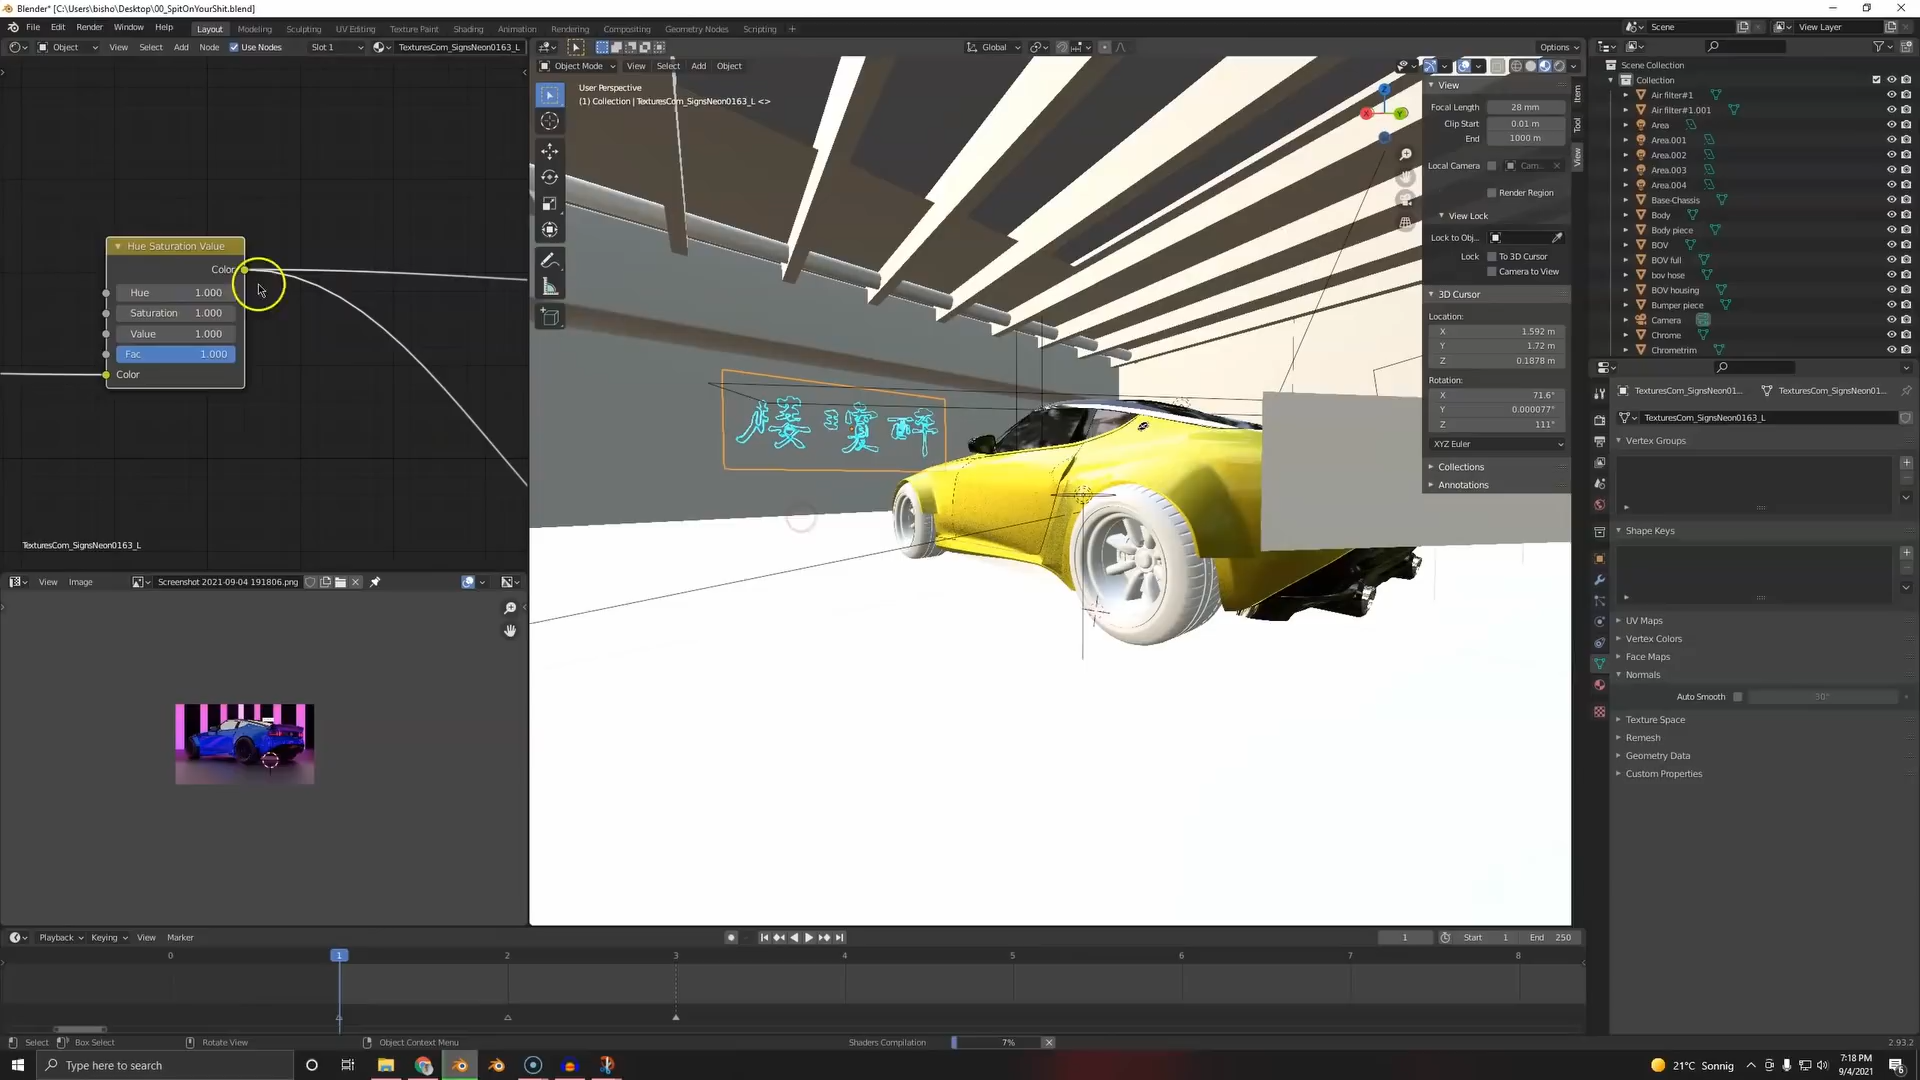 Blender* [C:\Users\bisho\Desktop\00_SpitOnYourShit.blend]
File Edit Render Window Help Layout Modeling Sculpting UV Editing Texture Paint Shading Animation Rendering Compositing Geometry Nodes Scripting + Scene View Layer
Object View Select Add Node Use Nodes Slot 1 TexturesCom_SignsNeon0163_L Global Options
Object Mode View Select Add Object
User Perspective
(1) Collection | TexturesCom_SignsNeon0163_L <>
Hue Saturation Value
Color
Hue 1.000
Saturation 1.000
Value 1.000
Fac 1.000
Color
TexturesCom_SignsNeon0163_L
View
Focal Length 28 mm
Clip Start 0.01 m
End 1000 m
Local Camera Cam...
Render Region
View Lock
Lock to Obj...
Lock To 3D Cursor
Camera to View
3D Cursor
Location:
X 1.592 m
Y 1.72 m
Z 0.1878 m
Rotation:
X 71.6°
Y 0.000077°
Z 111°
XYZ Euler
Collections
Annotations
Item
Tool
View
Scene Collection
Collection
Air filter#1
Air filter#1.001
Area
Area.001
Area.002
Area.003
Area.004
Base-Chassis
Body
Body piece
BOV
BOV full
bov hose
BOV housing
Bumper piece
Camera
Chrome
Chrometrim
TexturesCom_SignsNeon01... TexturesCom_SignsNeon01...
TexturesCom_SignsNeon0163_L
Vertex Groups
Shape Keys
UV Maps
Vertex Colors
Face Maps
Normals
Auto Smooth 30°
Texture Space
Remesh
Geometry Data
Custom Properties
View Image Screenshot 2021-09-04 191806.png
Playback Keying View Marker 1 Start 1 End 250
0 1 2 3 4 5 6 7 8
Select Box Select Rotate View Object Context Menu Shaders Compilation 7% 2.93.2
Type here to search
21°C Sonnig
7:18 PM
9/4/2021